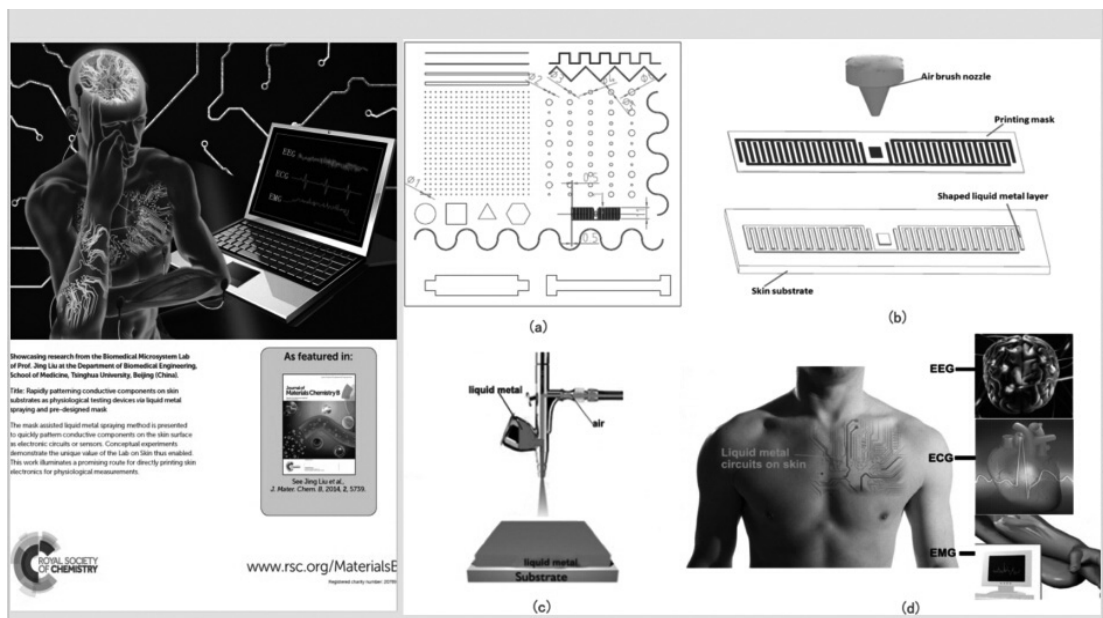 EEG
ECG
EMG
Showcasing research from the Biomedical Microsystem Lab
of Prof. Jing Liu at the Department of Biomedical Engineering,
School of Medicine, Tsinghua University, Beijing (China).
Title: Rapidly patterning conductive components on skin
substrates as physiological testing devices via liquid metal
spraying and pre-designed mask
The mask assisted liquid metal spraying method is presented
to quickly pattern conductive components on the skin surface
as electronic circuits or sensors. Conceptual experiments
demonstrate the unique value of the Lab on Skin thus enabled.
This work illuminates a promising route for directly printing skin
electronics for physiological measurements.
As featured in:
Journal of
Materials Chemistry B
See Jing Liu et al.,
J. Mater. Chem. B, 2014, 2, 5739.
ROYAL SOCIETY
OF CHEMISTRY
www.rsc.org/MaterialsB
Registered charity number: 20789
(a)
Air brush nozzle
Printing mask
Shaped liquid metal layer
Skin substrate
(b)
liquid metal
air
liquid metal
Substrate
(c)
Liquid metal
circuits on skin
EEG
ECG
EMG
(d)